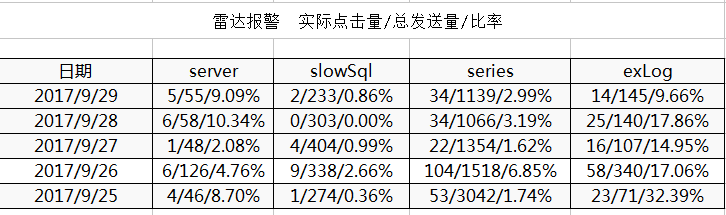 雷达报警 实际点击量/总发送量/比率
日期 server slowSql series exLog
2017/9/29 5/55/9.09% 2/233/0.86% 34/1139/2.99% 14/145/9.66%
2017/9/28 6/58/10.34% 0/303/0.00% 34/1066/3.19% 25/140/17.86%
2017/9/27 1/48/2.08% 4/404/0.99% 22/1354/1.62% 16/107/14.95%
2017/9/26 6/126/4.76% 9/338/2.66% 104/1518/6.85% 58/340/17.06%
2017/9/25 4/46/8.70% 1/274/0.36% 53/3042/1.74% 23/71/32.39%